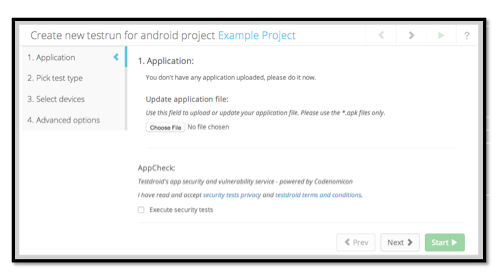 Create new testrun for android project Example Project
?
1. Application
2. Pick test type
3. Select devices
4. Advanced options
1. Application:
You don't have any application uploaded, please do it now.
Update application file:
Use this field to upload or update your application file. Please use the *.apk files only.
Choose File No file chosen
AppCheck:
Testdroid's app security and vulnerability service - powered by Codenomicon
I have read and accept security tests privacy and testdroid terms and conditions.
Execute security tests
Prev
Next
Start